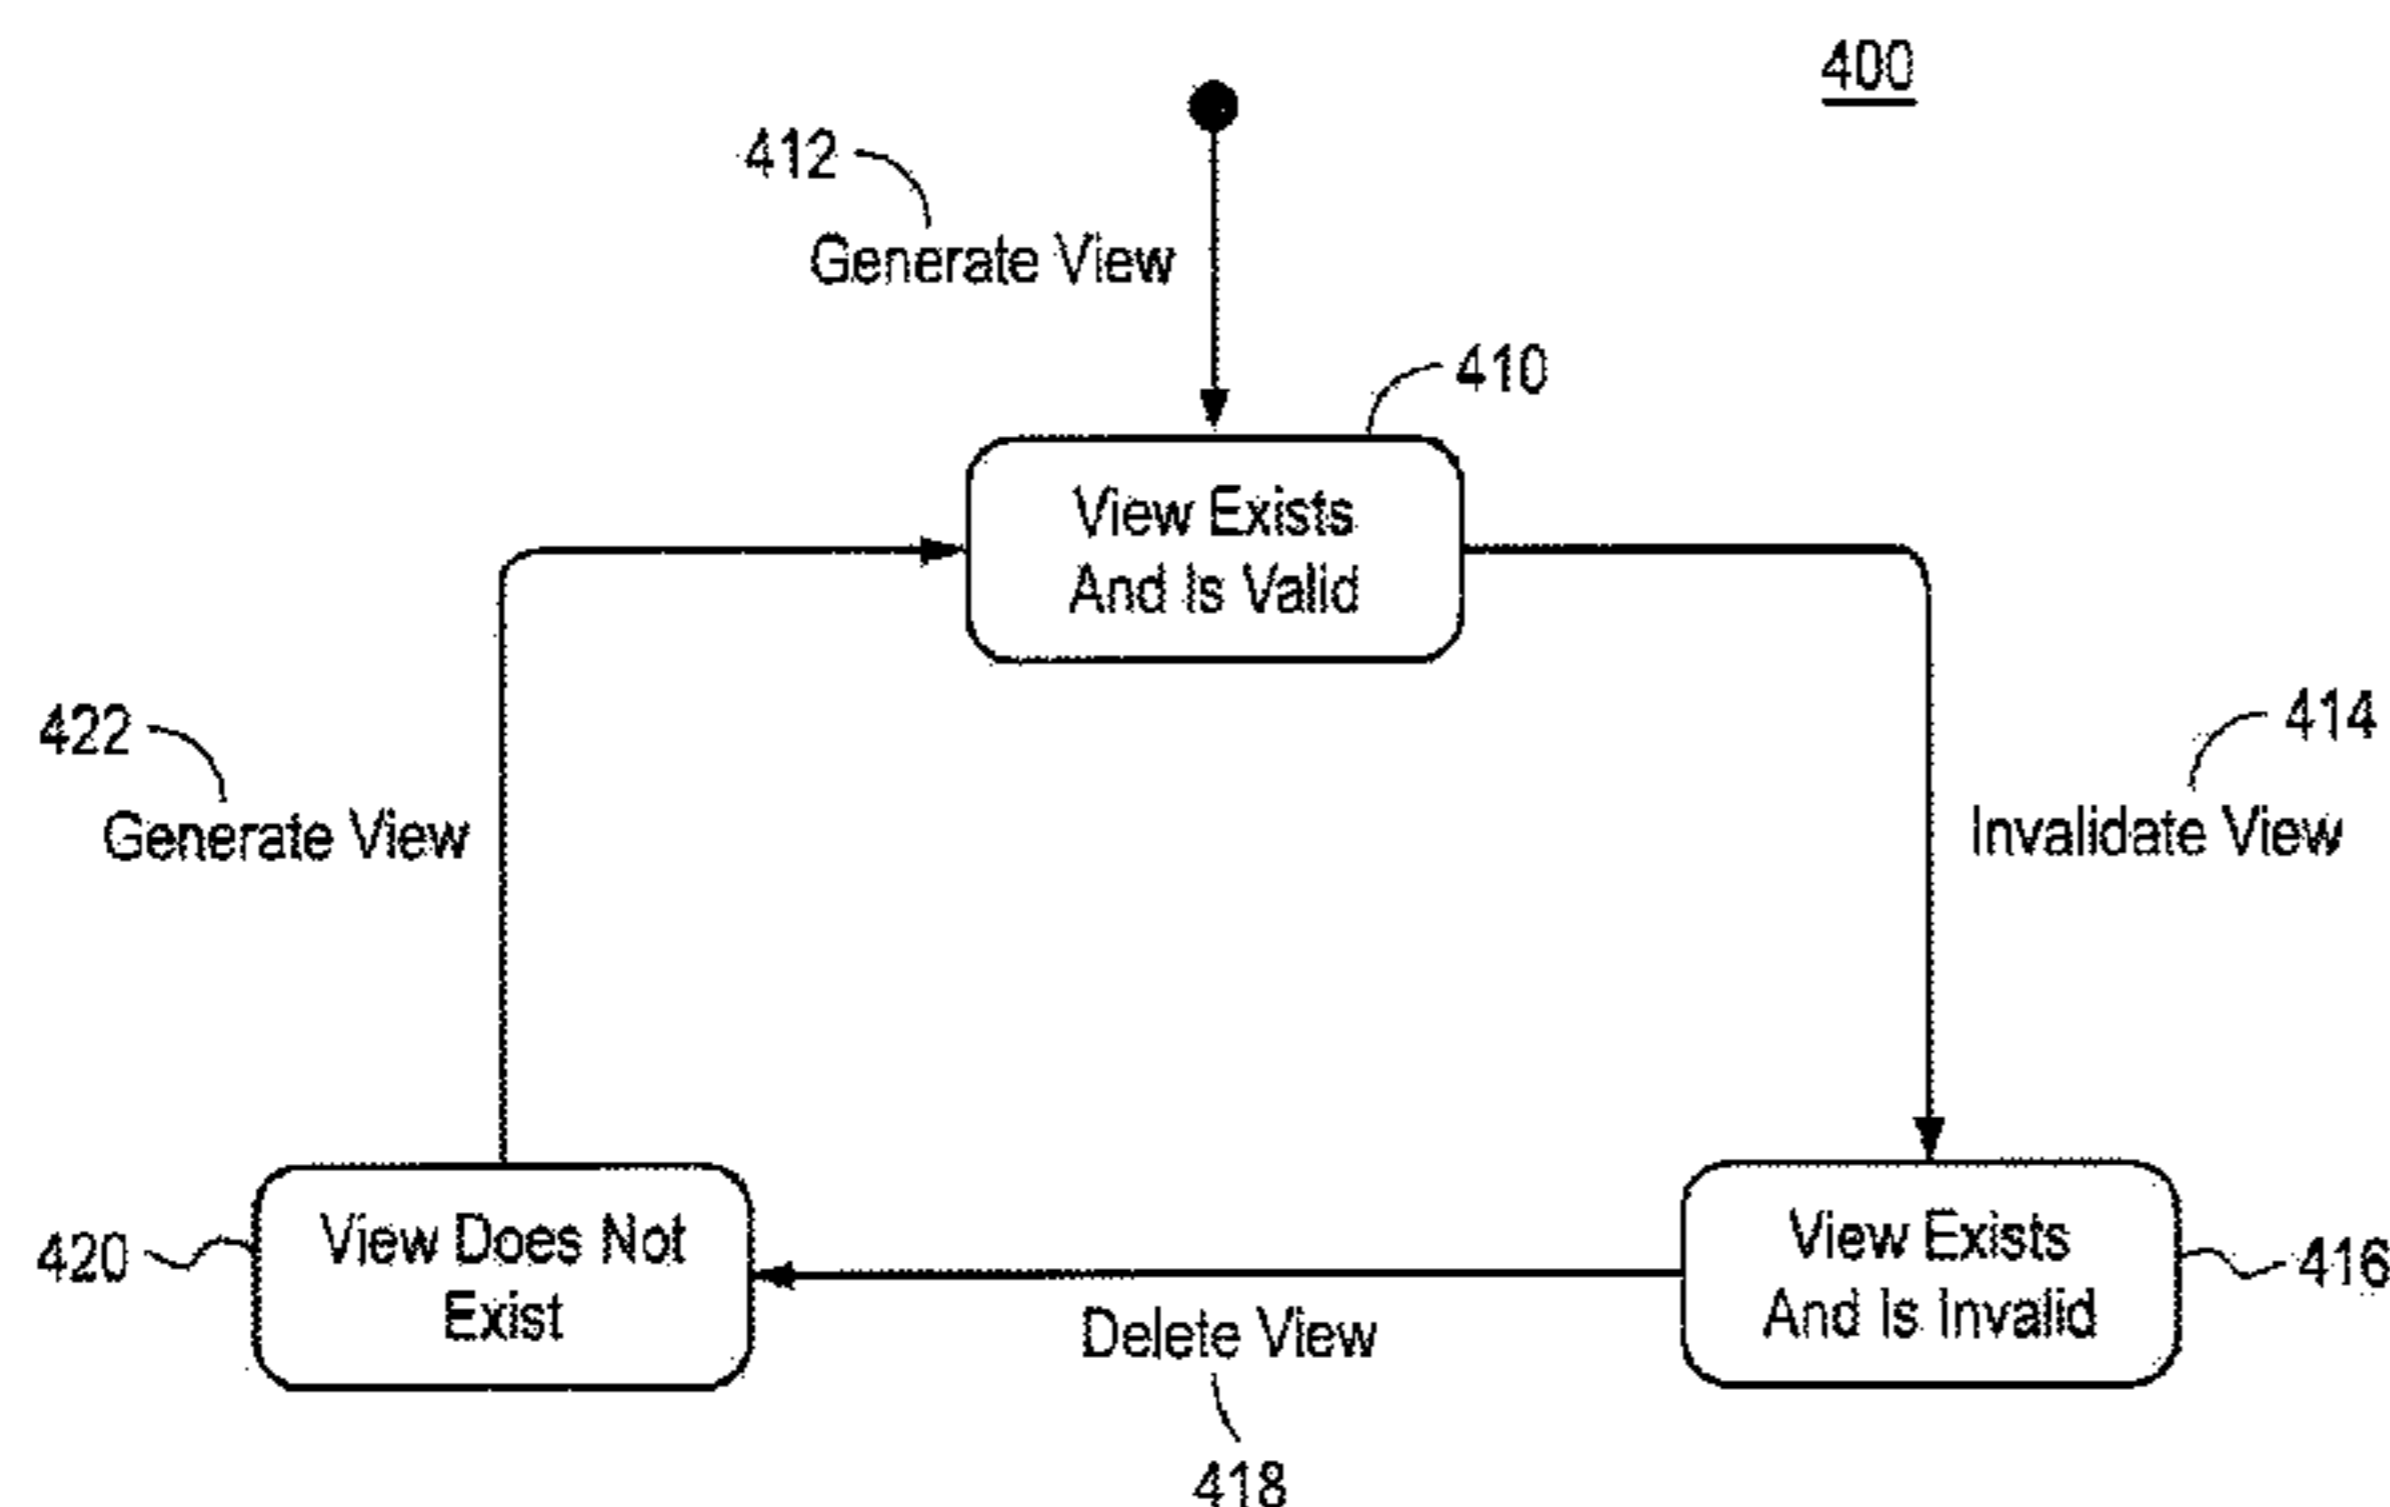 400
412
Generate View
410
View Exists
And Is Valid
422
Generate View
414
Invalidate View
420
View Does Not
Exist
Delete View
418
View Exists
And Is Invalid
416